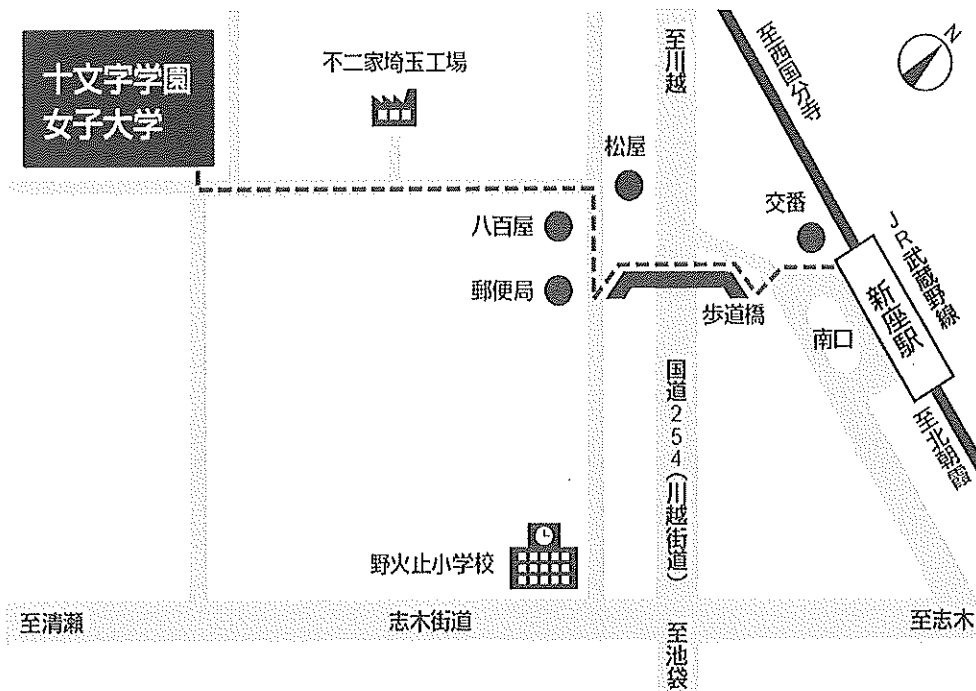 十文字学園
女子大学
不二家埼玉工場
至川越
至西国分寺
N
松屋
交番
八百屋
郵便局
歩道橋
南口
新座駅
JR武蔵野線
至北朝霞
国道254(川越街道)
野火止小学校
至清瀬
志木街道
至志木
至池袋